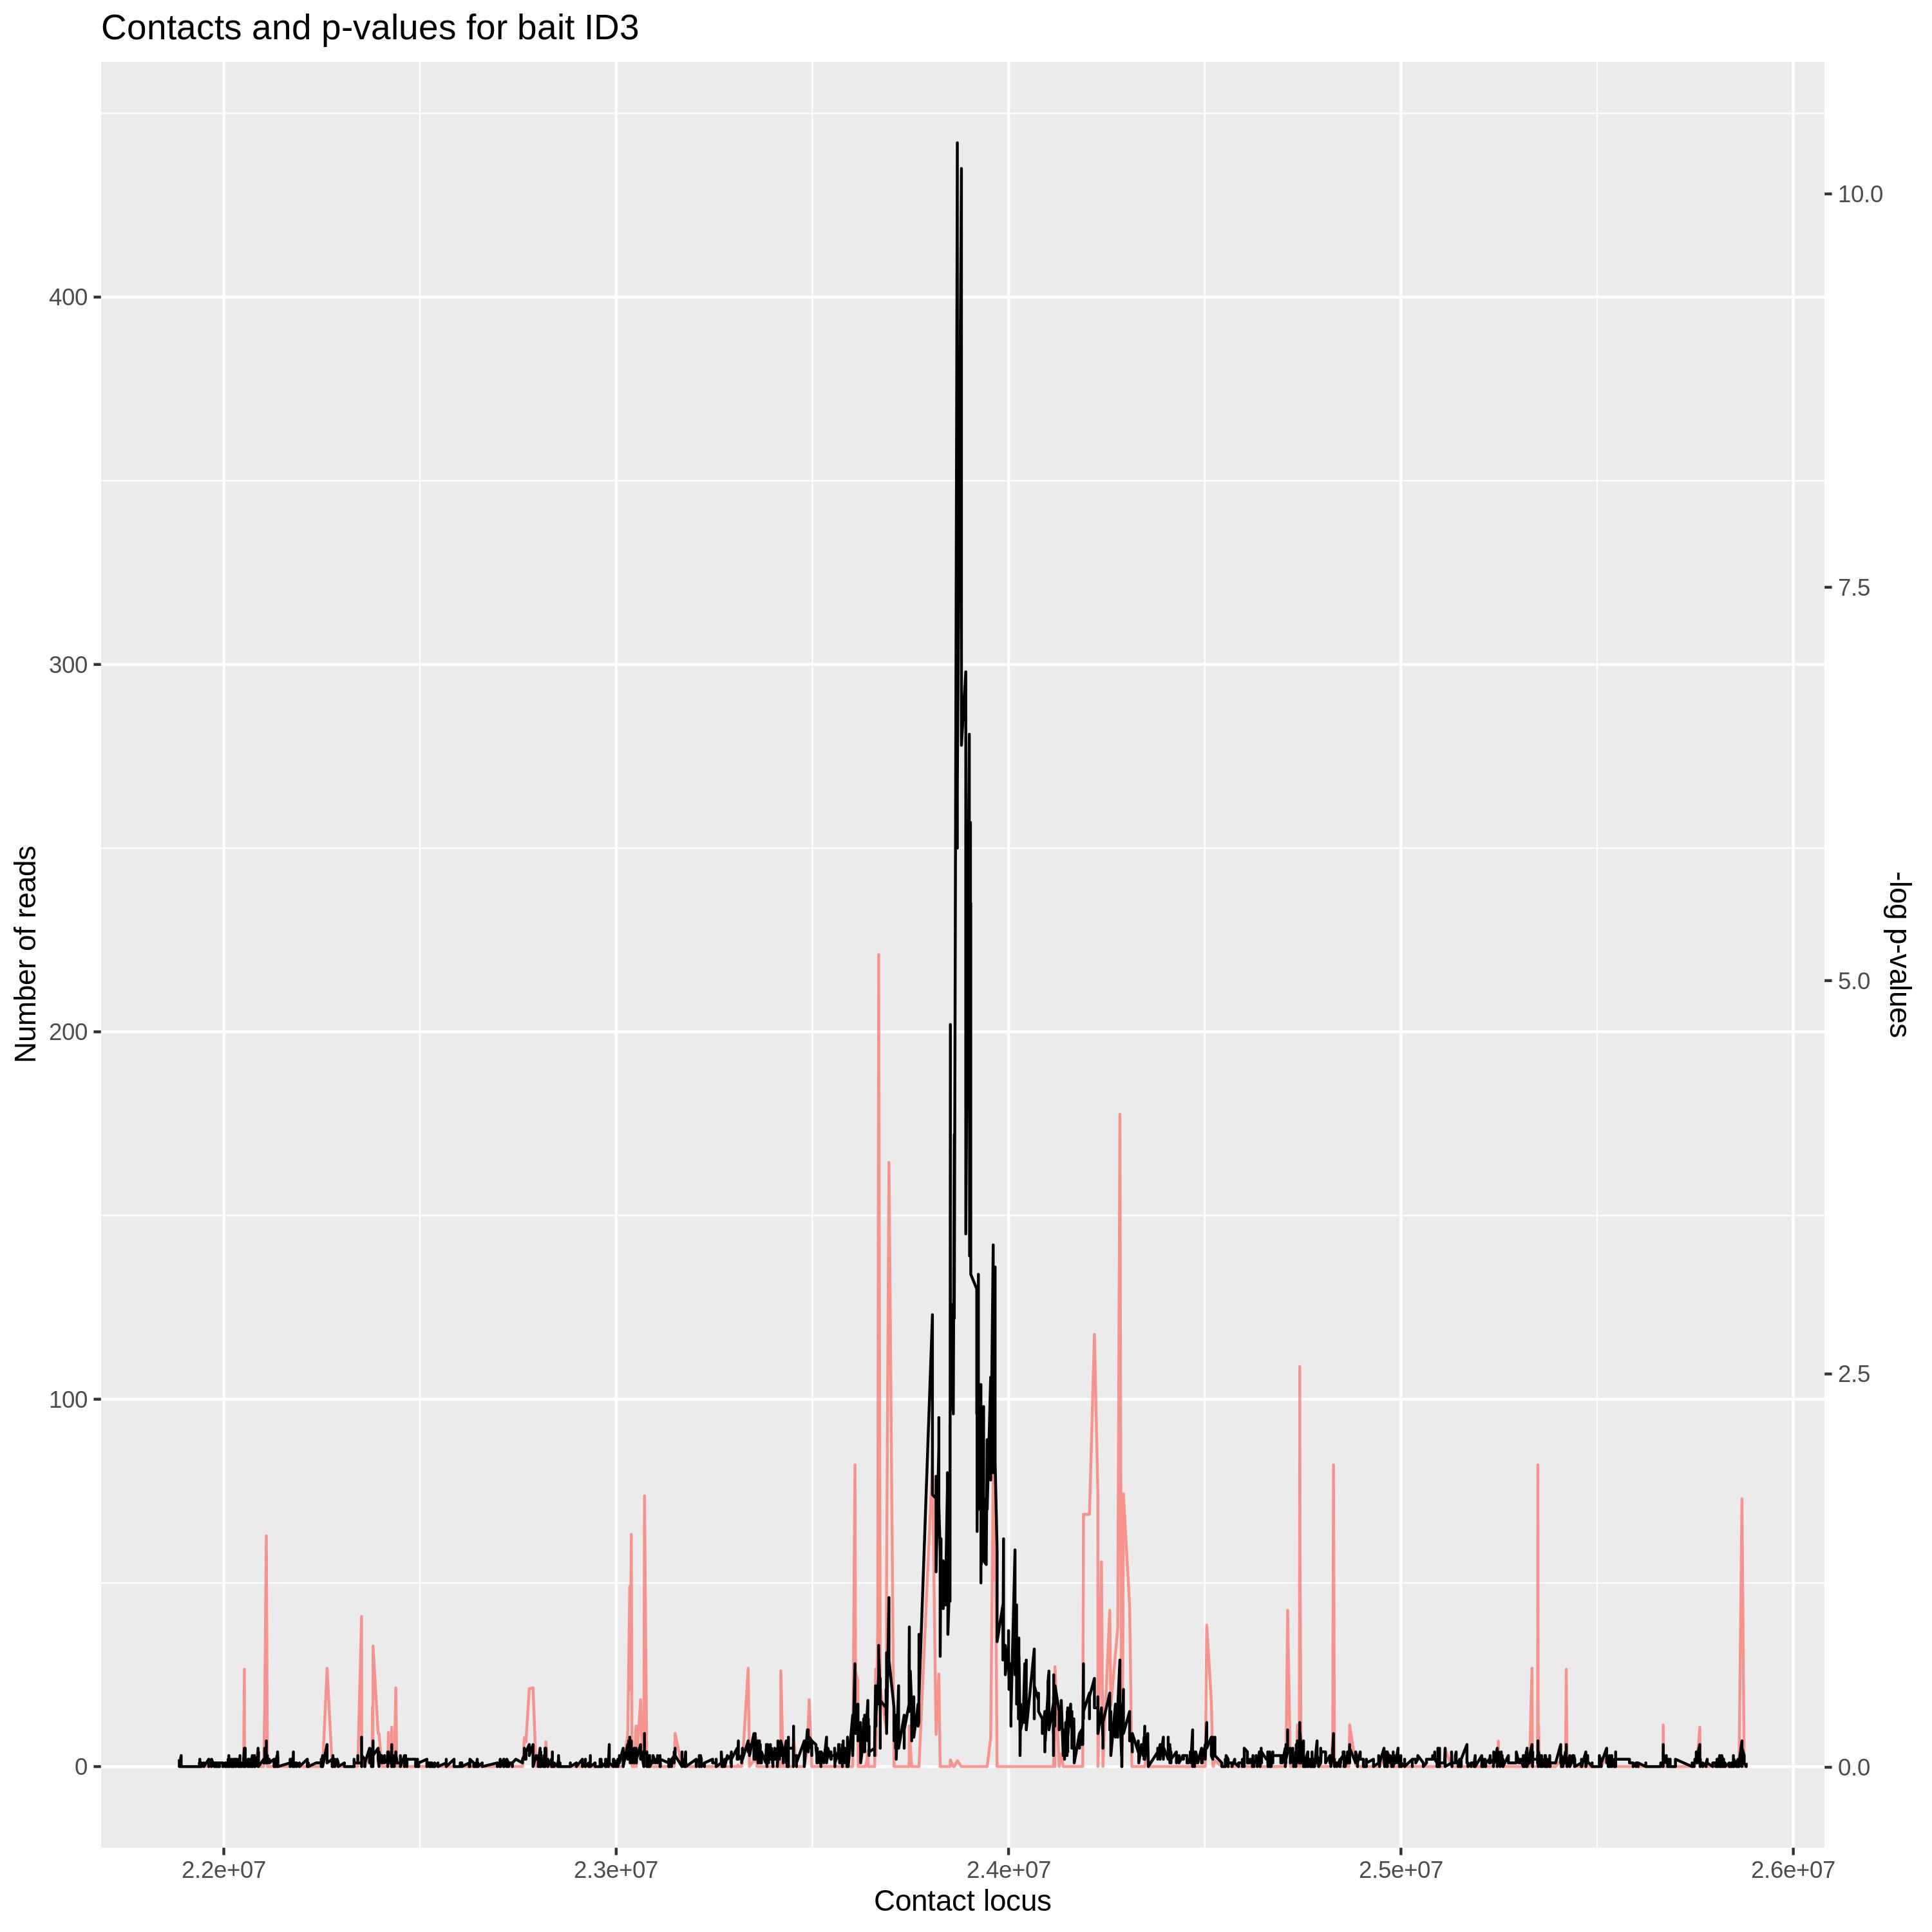 Contacts and p-values for bait ID3
Number of reads
400
300
200
100
0
10.0
7.5
5.0
2.5
0.0
-log p-values
2.2e+07
2.3e+07
2.4e+07
2.5e+07
2.6e+07
Contact locus